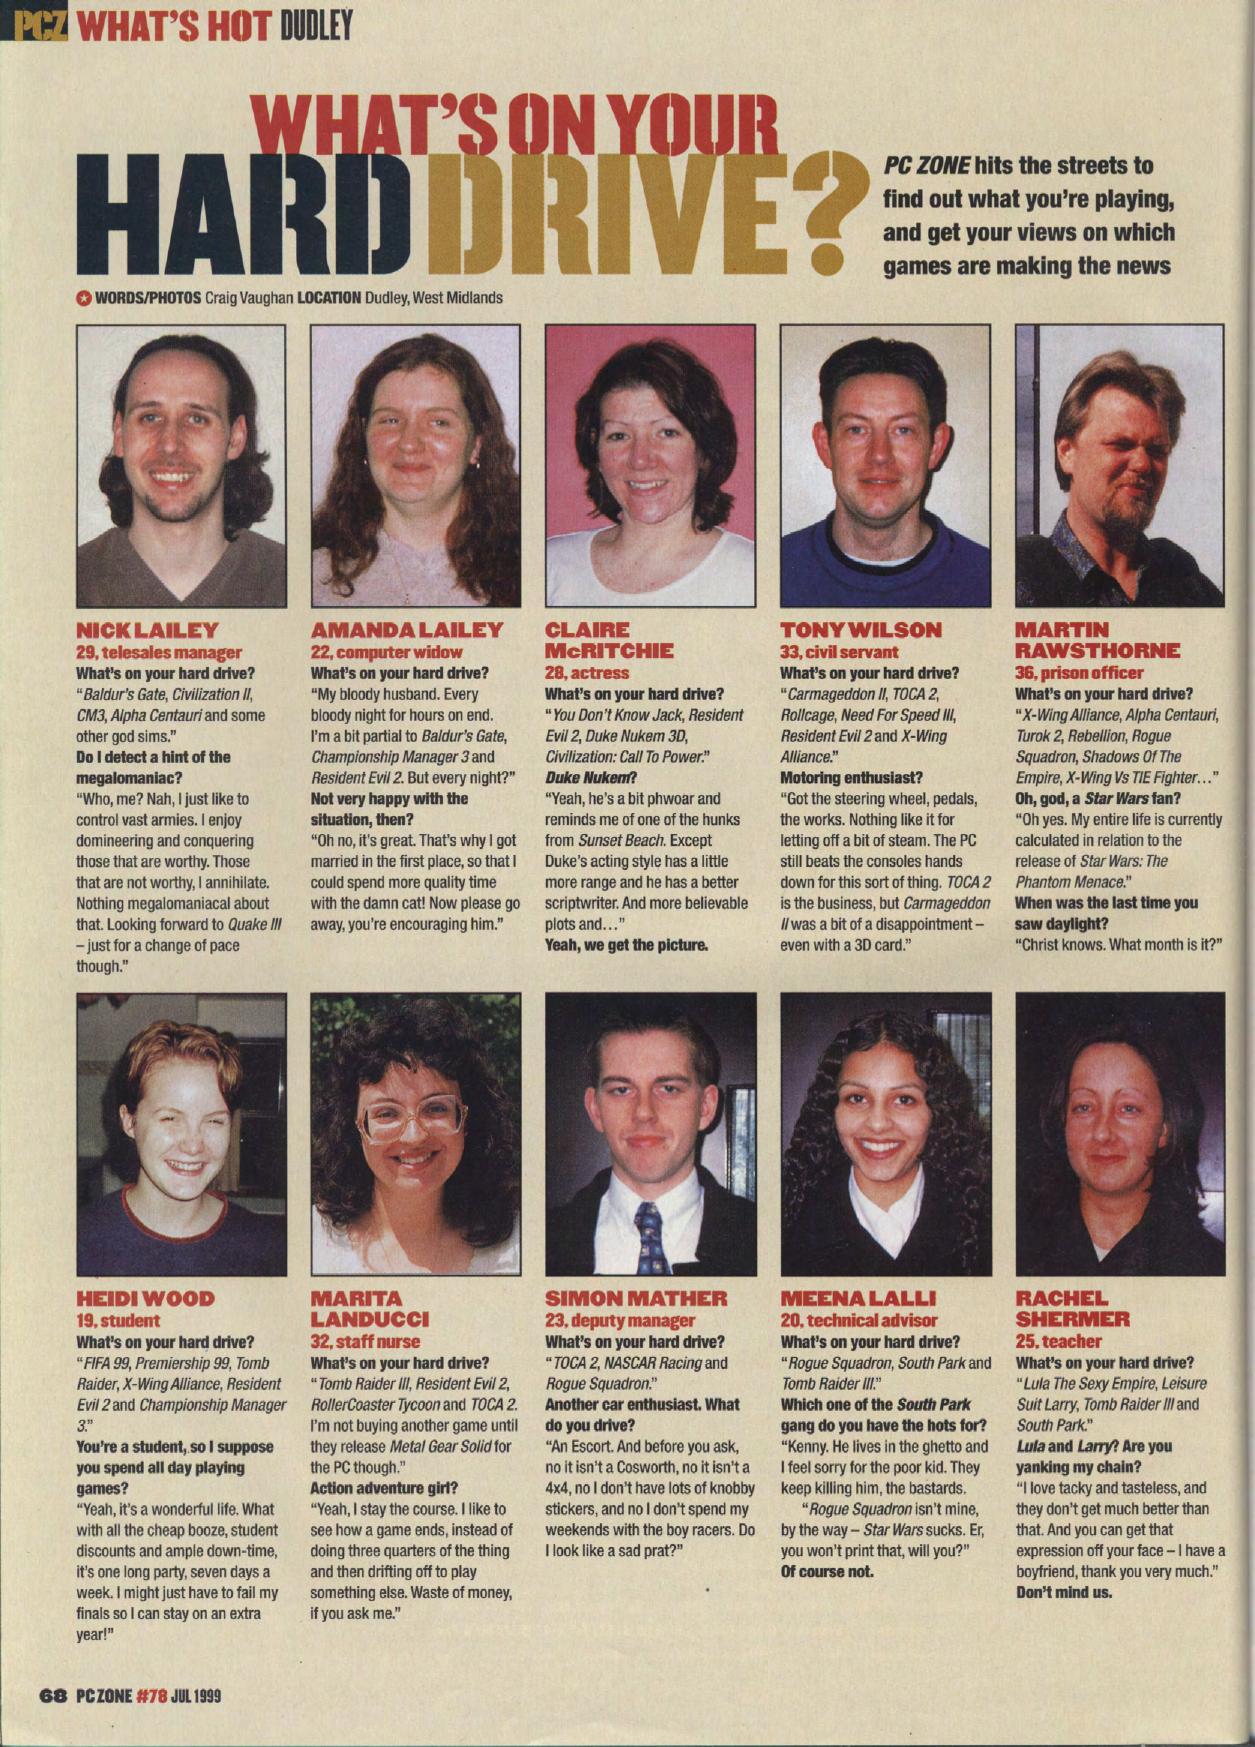 PCZ WHAT'S HOT DUDLEY
WHAT'S ON YOUR
HARD DRIVE?
PC ZONE hits the streets to
find out what you're playing,
and get your views on which
games are making the news
WORDS/PHOTOS Craig Vaughan LOCATION Dudley, West Midlands
NICK LAILEY
29, telesales manager
What's on your hard drive?
"Baldur's Gate, Civilization II,
CM3, Alpha Centauri and some
other god sims."
Do I detect a hint of the
megalomaniac?
"Who, me? Nah, I just like to
control vast armies. I enjoy
domineering and conquering
those that are worthy. Those
that are not worthy, I annihilate.
Nothing megalomaniacal about
that. Looking forward to Quake III
– just for a change of pace
though."
AMANDA LAILEY
22, computer widow
What's on your hard drive?
"My bloody husband. Every
bloody night for hours on end.
I'm a bit partial to Baldur's Gate,
Championship Manager 3 and
Resident Evil 2. But every night?"
Not very happy with the
situation, then?
"Oh no, it's great. That's why I got
married in the first place, so that I
could spend more quality time
with the damn cat! Now please go
away, you're encouraging him."
CLAIRE
McRITCHIE
28, actress
What's on your hard drive?
"You Don't Know Jack, Resident
Evil 2, Duke Nukem 3D,
Civilization: Call To Power."
Duke Nukem?
"Yeah, he's a bit phwoar and
reminds me of one of the hunks
from Sunset Beach. Except
Duke's acting style has a little
more range and he has a better
scriptwriter. And more believable
plots and…"
Yeah, we get the picture.
TONY WILSON
33, civil servant
What's on your hard drive?
"Carmageddon II, TOCA 2,
Rollcage, Need For Speed III,
Resident Evil 2 and X-Wing
Alliance."
Motoring enthusiast?
"Got the steering wheel, pedals,
the works. Nothing like it for
letting off a bit of steam. The PC
still beats the consoles hands
down for this sort of thing. TOCA 2
is the business, but Carmageddon
II was a bit of a disappointment –
even with a 3D card."
MARTIN
RAWSTHORNE
36, prison officer
What's on your hard drive?
"X-Wing Alliance, Alpha Centauri,
Turok 2, Rebellion, Rogue
Squadron, Shadows Of The
Empire, X-Wing Vs TIE Fighter…"
Oh, god, a Star Wars fan?
"Oh yes. My entire life is currently
calculated in relation to the
release of Star Wars: The
Phantom Menace."
When was the last time you
saw daylight?
"Christ knows. What month is it?"
HEIDI WOOD
19, student
What's on your hard drive?
"FIFA 99, Premiership 99, Tomb
Raider, X-Wing Alliance, Resident
Evil 2 and Championship Manager
3."
You're a student, so I suppose
you spend all day playing
games?
"Yeah, it's a wonderful life. What
with all the cheap booze, student
discounts and ample down-time,
it's one long party, seven days a
week. I might just have to fail my
finals so I can stay on an extra
year!"
MARITA
LANDUCCI
32, staff nurse
What's on your hard drive?
"Tomb Raider III, Resident Evil 2,
RollerCoaster Tycoon and TOCA 2.
I'm not buying another game until
they release Metal Gear Solid for
the PC though."
Action adventure girl?
"Yeah, I stay the course. I like to
see how a game ends, instead of
doing three quarters of the thing
and then drifting off to play
something else. Waste of money,
if you ask me."
SIMON MATHER
23, deputy manager
What's on your hard drive?
"TOCA 2, NASCAR Racing and
Rogue Squadron."
Another car enthusiast. What
do you drive?
"An Escort. And before you ask,
no it isn't a Cosworth, no it isn't a
4x4, no I don't have lots of knobby
stickers, and no I don't spend my
weekends with the boy racers. Do
I look like a sad prat?"
MEENA LALLI
20, technical advisor
What's on your hard drive?
"Rogue Squadron, South Park and
Tomb Raider III."
Which one of the South Park
gang do you have the hots for?
"Kenny. He lives in the ghetto and
I feel sorry for the poor kid. They
keep killing him, the bastards.
"Rogue Squadron isn't mine,
by the way – Star Wars sucks. Er,
you won't print that, will you?"
Of course not.
RACHEL
SHERMER
25, teacher
What's on your hard drive?
"Lula The Sexy Empire, Leisure
Suit Larry, Tomb Raider III and
South Park."
Lula and Larry? Are you
yanking my chain?
"I love tacky and tasteless, and
they don't get much better than
that. And you can get that
expression off your face – I have a
boyfriend, thank you very much."
Don't mind us.
68 PC ZONE #78 JUL 1999